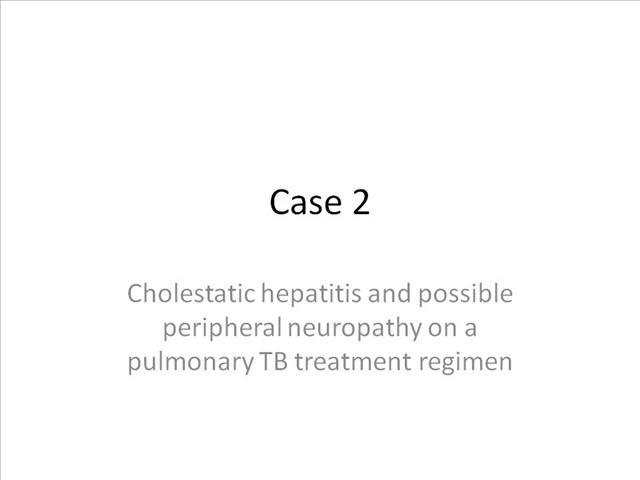 Case 2
Cholestatic hepatitis and possible
peripheral neuropathy on a
pulmonary TB treatment regimen